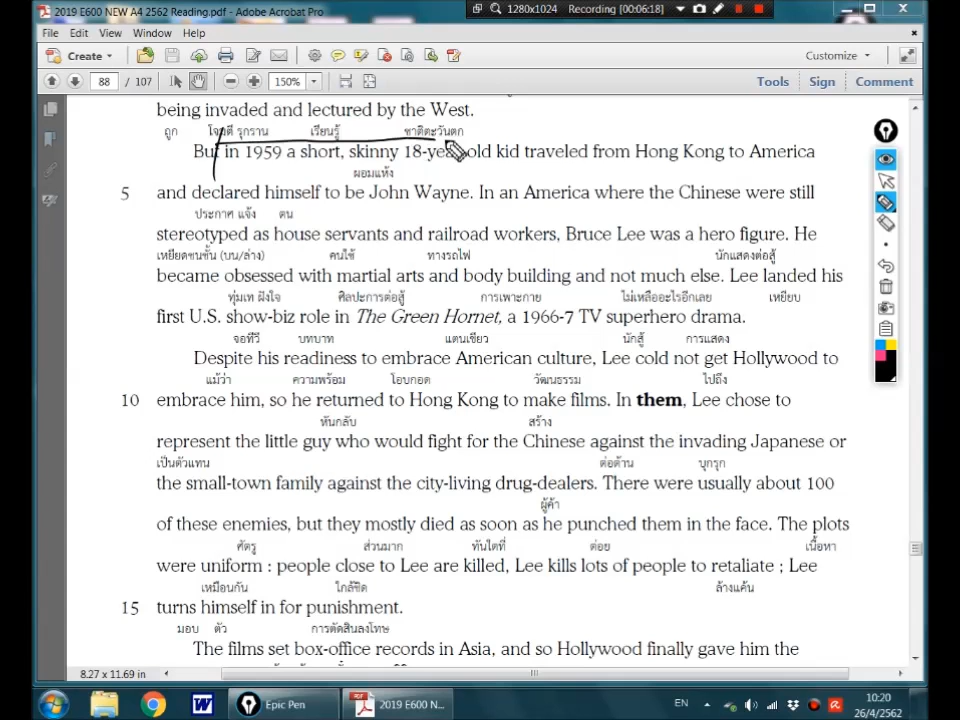 2019 E600 NEW A4 2562 Reading.pdf - Adobe Acrobat Pro
1280x1024 Recording [00:06:18]
File Edit View Window Help
Create Customize
88 / 107 150% Tools Sign Comment
being invaded and lectured by the West.
ถูก โจมตี รุกราน เรียนรู้ ชาติตะวันตก
But in 1959 a short, skinny 18-year-old kid traveled from Hong Kong to America
ผอมแห้ง
5 and declared himself to be John Wayne. In an America where the Chinese were still
ประกาศ แจ้ง ตน
stereotyped as house servants and railroad workers, Bruce Lee was a hero figure. He
เหยียดชนชั้น (บน/ล่าง) คนใช้ ทางรถไฟ นักแสดงต่อสู้
became obsessed with martial arts and body building and not much else. Lee landed his
ทุ่มเท ฝังใจ ศิลปะการต่อสู้ การเพาะกาย ไม่เหลืออะไรอีกเลย เหยียบ
first U.S. show-biz role in The Green Hornet, a 1966-7 TV superhero drama.
จอทีวี บทบาท แตนเขียว นักสู้ การแสดง
Despite his readiness to embrace American culture, Lee cold not get Hollywood to
แม้ว่า ความพร้อม โอบกอด วัฒนธรรม ไปถึง
10 embrace him, so he returned to Hong Kong to make films. In them, Lee chose to
หันกลับ สร้าง
represent the little guy who would fight for the Chinese against the invading Japanese or
เป็นตัวแทน ต่อต้าน บุกรุก
the small-town family against the city-living drug-dealers. There were usually about 100
ผู้ค้า
of these enemies, but they mostly died as soon as he punched them in the face. The plots
ศัตรู ส่วนมาก ทันใดที่ ต่อย เนื้อหา
were uniform : people close to Lee are killed, Lee kills lots of people to retaliate ; Lee
เหมือนกัน ใกล้ชิด ล้างแค้น
15 turns himself in for punishment.
มอบ ตัว การตัดสินลงโทษ
The films set box-office records in Asia, and so Hollywood finally gave him the
8.27 x 11.69 in
Epic Pen 2019 E600 N... EN 10:20
26/4/2562